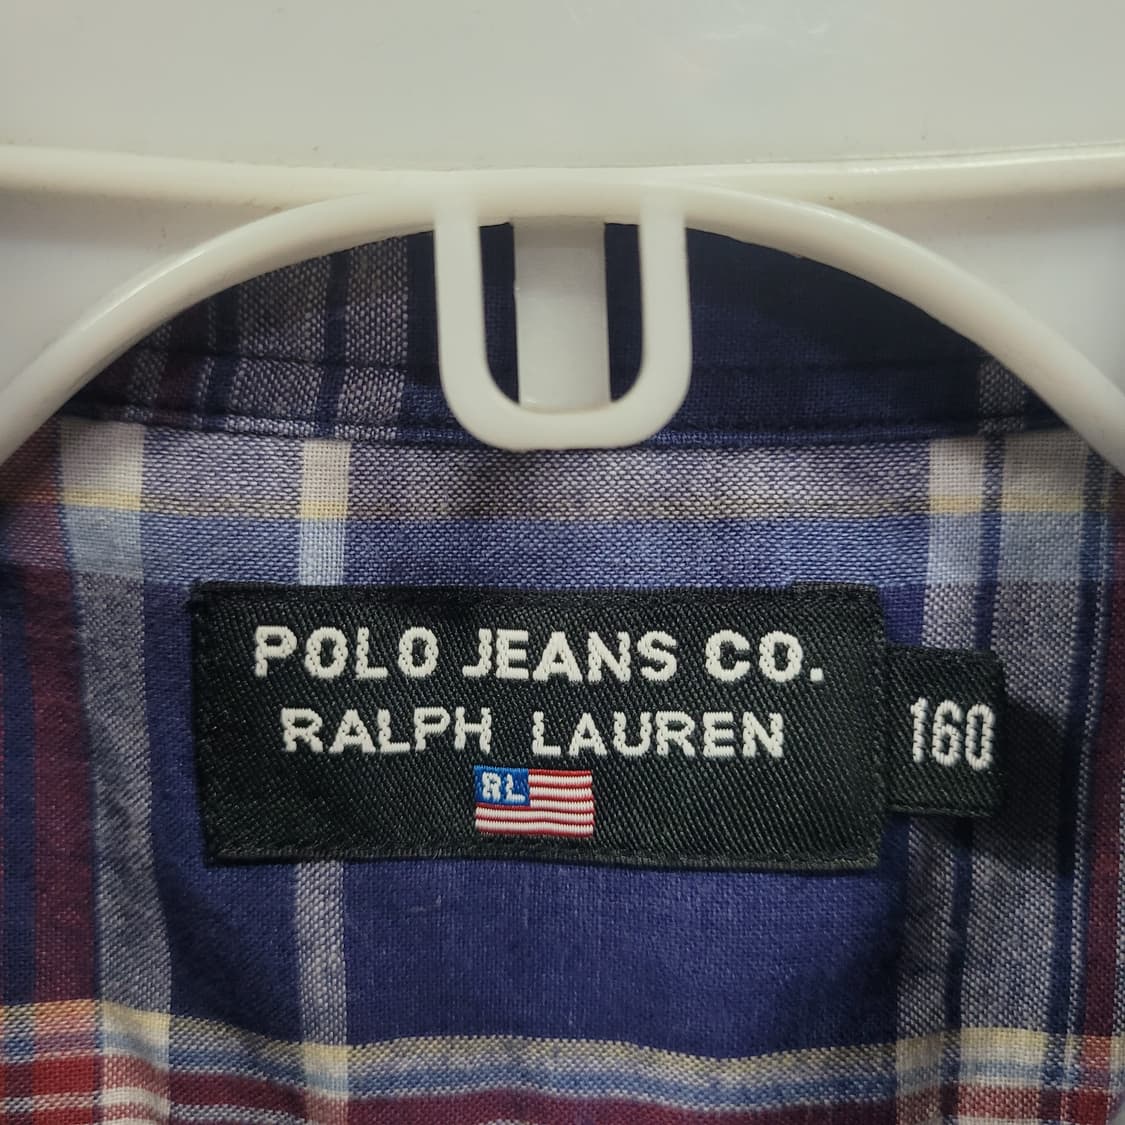 POLO JEANS CO.
RALPH LAUREN
RL
160